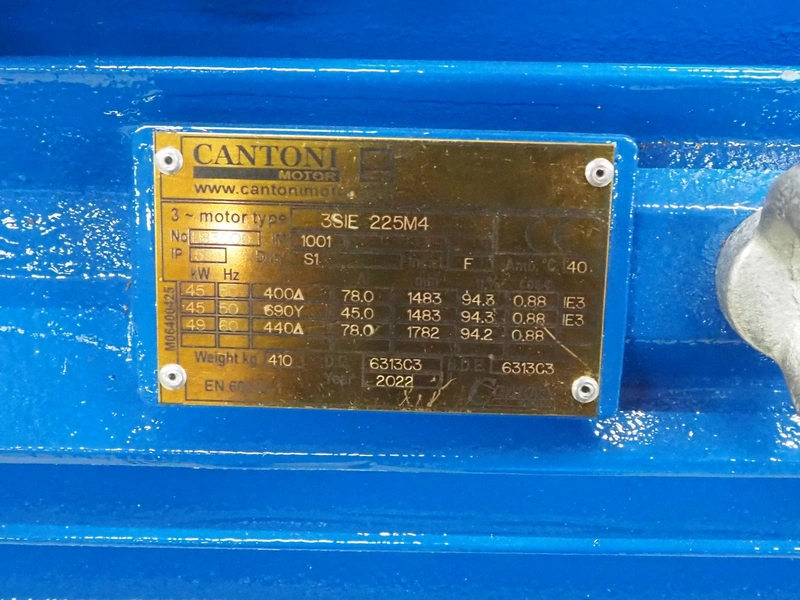 CANTONI
MOTOR
www.cantonimot
3 ~ motor type 3SIE 225M4
No IM 1001
IP S1 F Amb. °C 40
kW Hz
45 50 400Δ 78.0 1483 94.3 0.88 IE3
45 50 690Y 45.0 1483 94.3 0.88 IE3
49 60 440Δ 78.0 1782 94.2 0.88
M06400425
Weight kg 410 D.E 6313C3 N.D.E 6313C3
Year 2022
EN